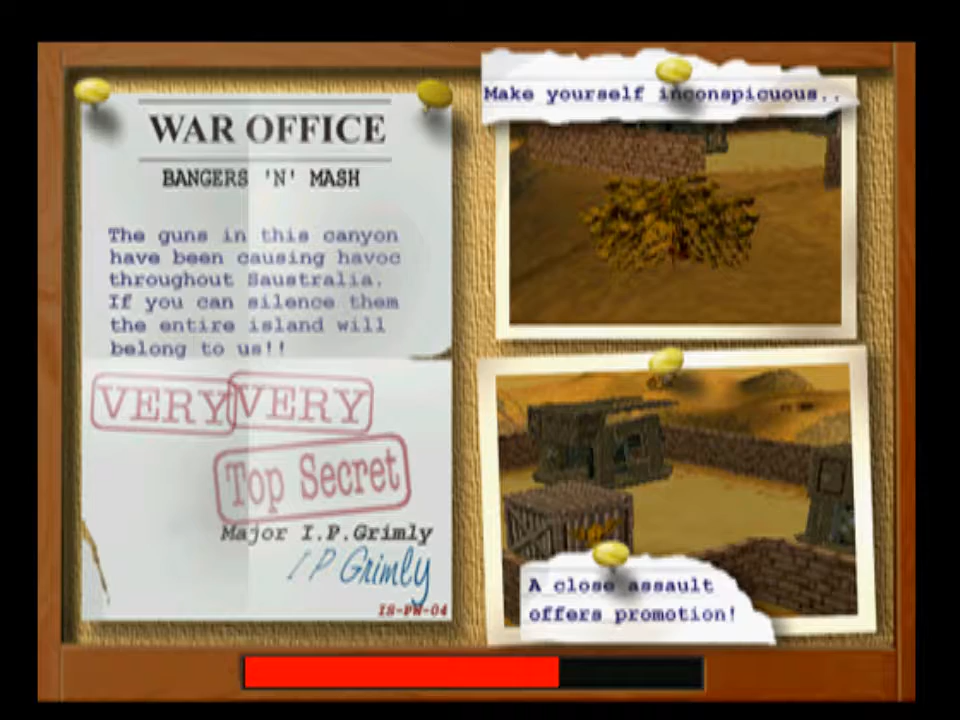 WAR OFFICE
BANGERS 'N' MASH
The guns in this canyon
have been causing havoc
throughout Saustralia.
If you can silence them
the entire island will
belong to us!!
VERY VERY
Top Secret
Major I.P.Grimly
I P Grimly
IS-PW-04
Make yourself inconspicuous..
A close assault
offers promotion!